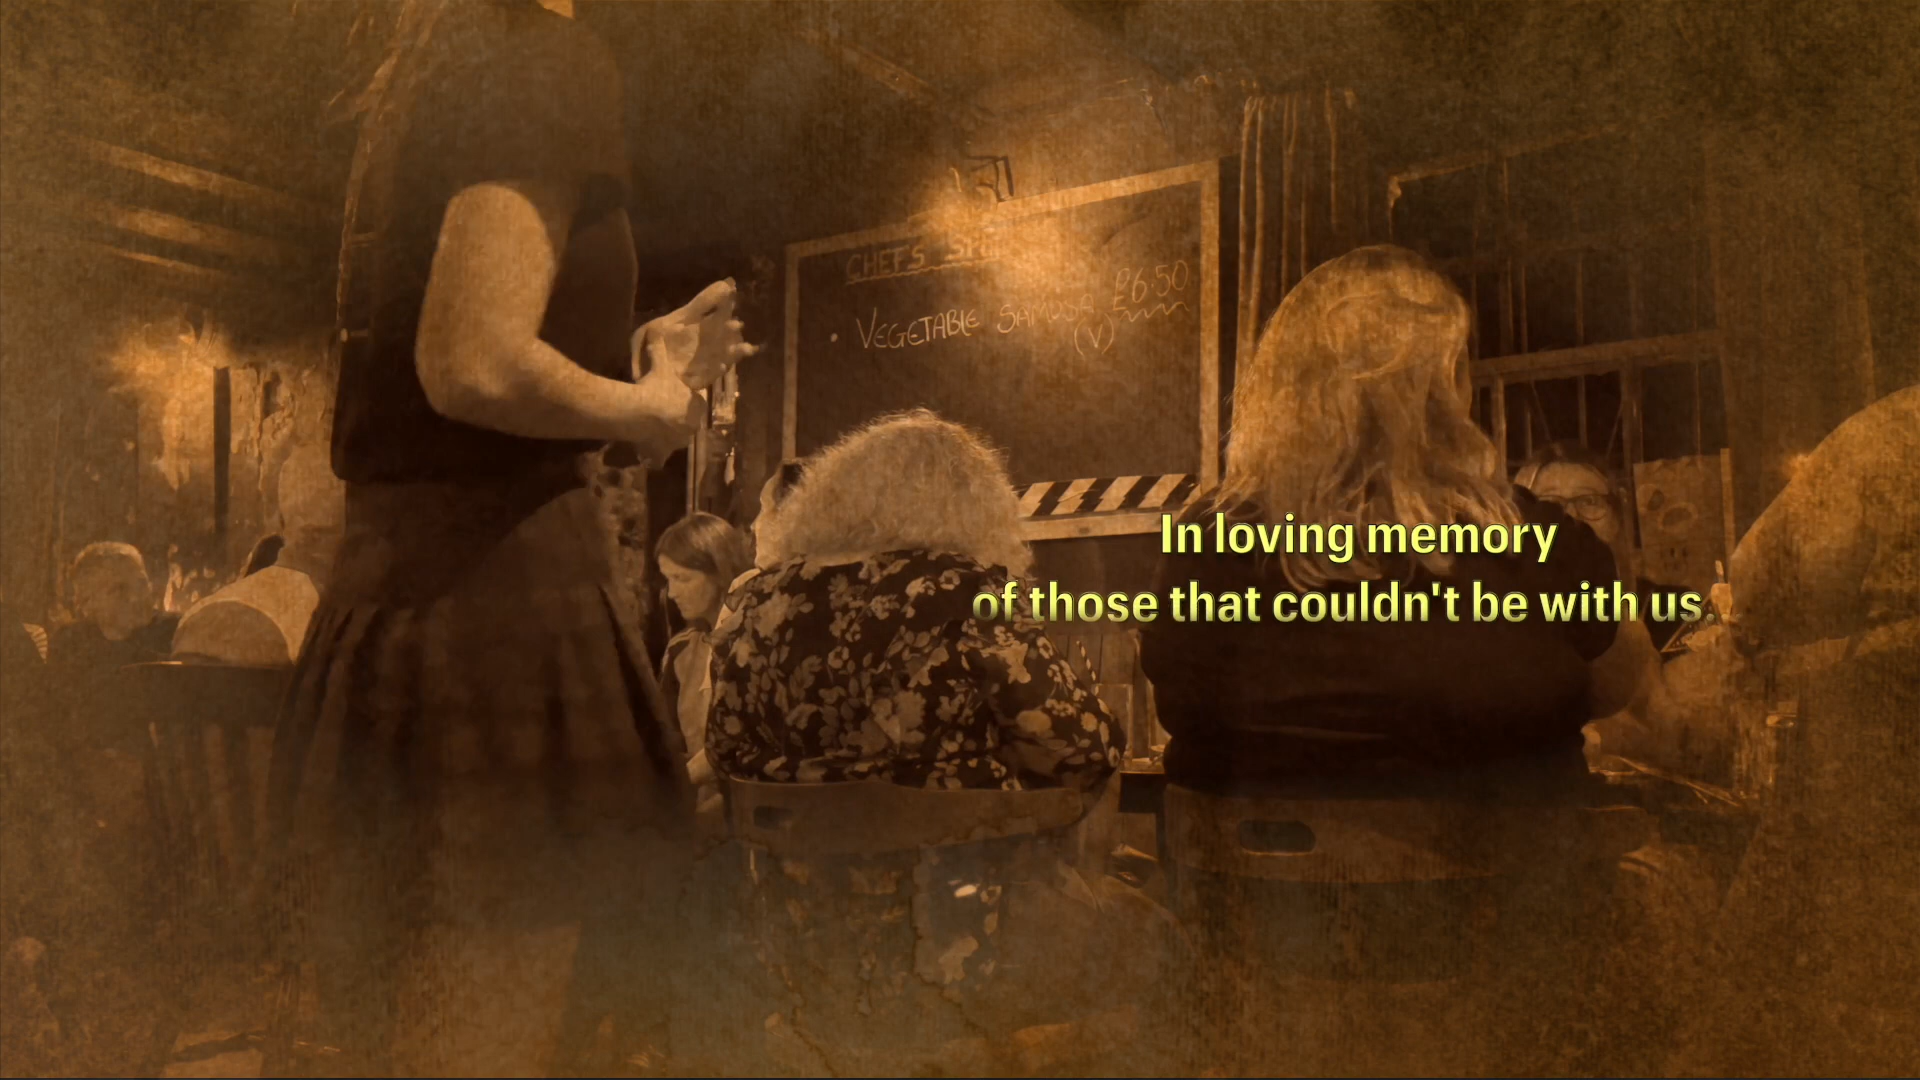 CHEF'S
• VEGETABLE SAMOSA £6.50
(V)
In loving memory
of those that couldn't be with us.